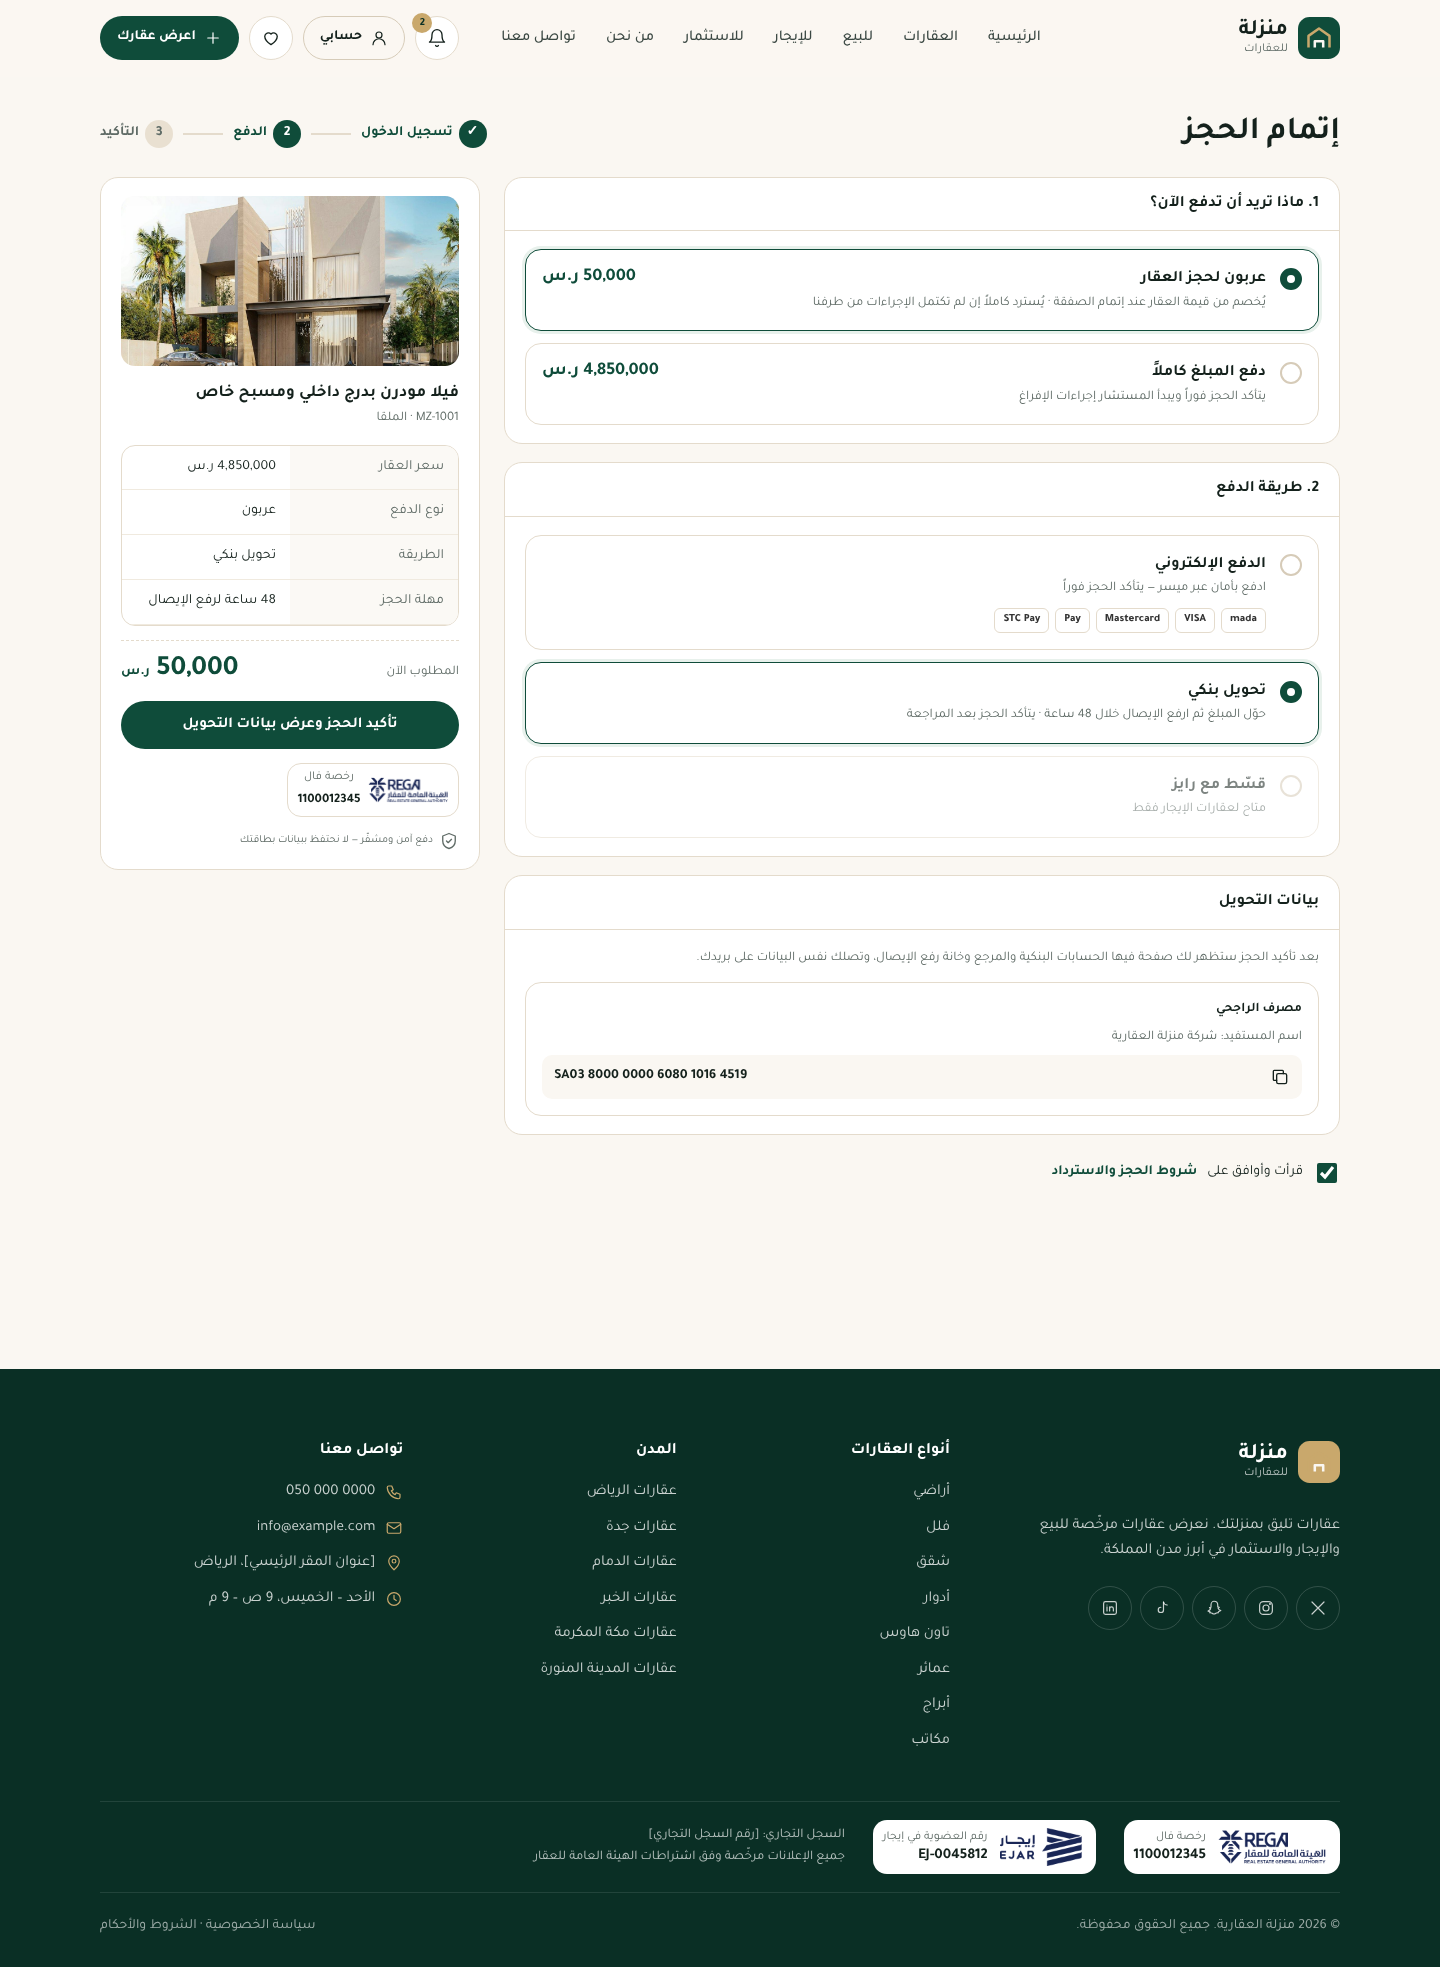 منزلة
للعقارات
الرئيسية
العقارات
للبيع
للإيجار
للاستثمار
من نحن
تواصل معنا
2
حسابي
اعرض عقارك
إتمام الحجز
✓ تسجيل الدخول
2 الدفع
3 التأكيد
1. ماذا تريد أن تدفع الآن؟
عربون لحجز العقار
50,000 ر.س
يُخصم من قيمة العقار عند إتمام الصفقة · يُسترد كاملاً إن لم تكتمل الإجراءات من طرفنا
دفع المبلغ كاملاً
4,850,000 ر.س
يتأكد الحجز فوراً ويبدأ المستشار إجراءات الإفراغ
2. طريقة الدفع
الدفع الإلكتروني
ادفع بأمان عبر ميسر – يتأكد الحجز فوراً
mada
VISA
Mastercard
Pay
STC Pay
تحويل بنكي
حوّل المبلغ ثم ارفع الإيصال خلال 48 ساعة · يتأكد الحجز بعد المراجعة
قسّط مع رايز
متاح لعقارات الإيجار فقط
بيانات التحويل
بعد تأكيد الحجز ستظهر لك صفحة فيها الحسابات البنكية والمرجع وخانة رفع الإيصال، وتصلك نفس البيانات على بريدك.
مصرف الراجحي
اسم المستفيد: شركة منزلة العقارية
SA03 8000 0000 6080 1016 4519
قرأت وأوافق على شروط الحجز والاسترداد
فيلا مودرن بدرج داخلي ومسبح خاص
MZ-1001 · الملقا
سعر العقار
4,850,000 ر.س
نوع الدفع
عربون
الطريقة
تحويل بنكي
مهلة الحجز
48 ساعة لرفع الإيصال
المطلوب الآن
50,000 ر.س
تأكيد الحجز وعرض بيانات التحويل
REGA
الهيئة العامة للعقار
REAL ESTATE GENERAL AUTHORITY
رخصة فال
1100012345
دفع آمن ومشفّر – لا نحتفظ ببيانات بطاقتك
منزلة
للعقارات
عقارات تليق بمنزلتك. نعرض عقارات مرخّصة للبيع
والإيجار والاستثمار في أبرز مدن المملكة.
أنواع العقارات
أراضي
فلل
شقق
أدوار
تاون هاوس
عمائر
أبراج
مكاتب
المدن
عقارات الرياض
عقارات جدة
عقارات الدمام
عقارات الخبر
عقارات مكة المكرمة
عقارات المدينة المنورة
تواصل معنا
050 000 0000
info@example.com
[عنوان المقر الرئيسي]، الرياض
الأحد - الخميس، 9 ص - 9 م
REGA
الهيئة العامة للعقار
REAL ESTATE GENERAL AUTHORITY
رخصة فال
1100012345
إيجار
EJAR
رقم العضوية في إيجار
EJ-0045812
السجل التجاري: [رقم السجل التجاري]
جميع الإعلانات مرخّصة وفق اشتراطات الهيئة العامة للعقار
© 2026 منزلة العقارية. جميع الحقوق محفوظة.
سياسة الخصوصية · الشروط والأحكام